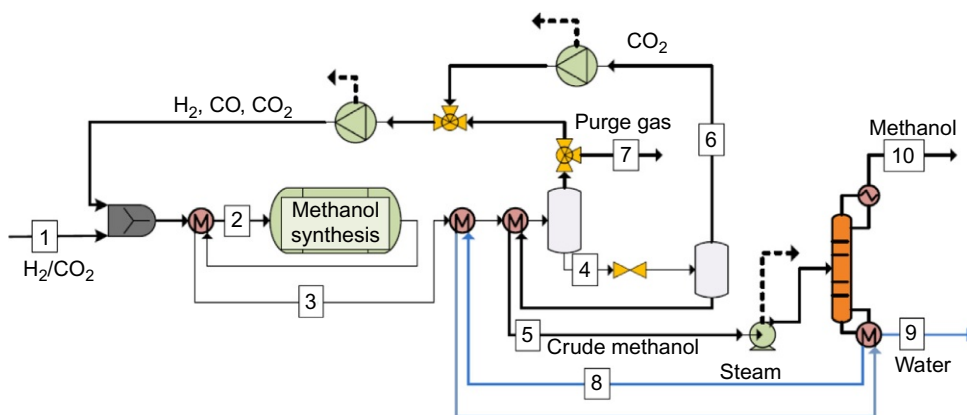 CO₂
H₂, CO, CO₂
Purge gas
7
6
Methanol
10
1
H₂/CO₂
M
2
Methanol
synthesis
M
M
3
4
5
Crude methanol
Steam
8
M
9
Water